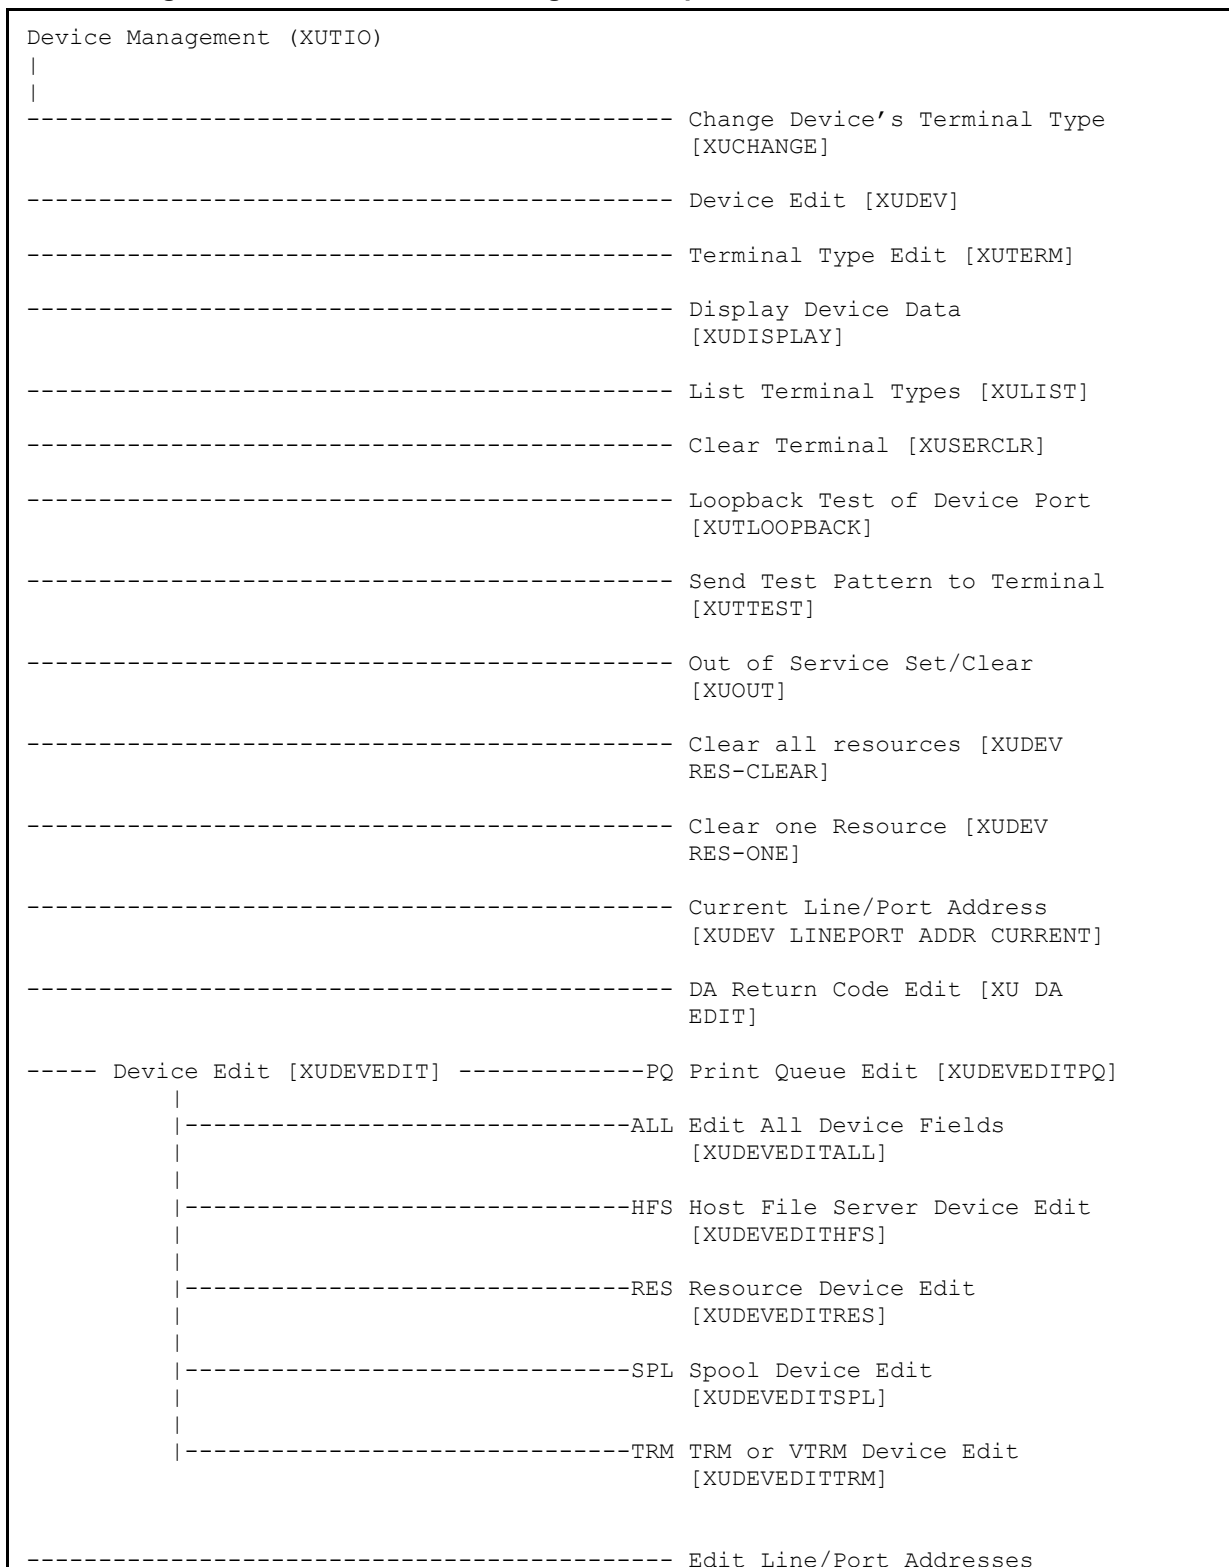 Device Management (XUTIO)
|
|
--------------------------------------------- Change Device’s Terminal Type
[XUCHANGE]
--------------------------------------------- Device Edit [XUDEV]
--------------------------------------------- Terminal Type Edit [XUTERM]
--------------------------------------------- Display Device Data
[XUDISPLAY]
--------------------------------------------- List Terminal Types [XULIST]
--------------------------------------------- Clear Terminal [XUSERCLR]
--------------------------------------------- Loopback Test of Device Port
[XUTLOOPBACK]
--------------------------------------------- Send Test Pattern to Terminal
[XUTTEST]
--------------------------------------------- Out of Service Set/Clear
[XUOUT]
--------------------------------------------- Clear all resources [XUDEV
RES-CLEAR]
--------------------------------------------- Clear one Resource [XUDEV
RES-ONE]
--------------------------------------------- Current Line/Port Address
[XUDEV LINEPORT ADDR CURRENT]
--------------------------------------------- DA Return Code Edit [XU DA
EDIT]
----- Device Edit [XUDEVEDIT] -------------PQ Print Queue Edit [XUDEVEDITPQ]
|
|-------------------------------ALL Edit All Device Fields
| [XUDEVEDITALL]
|
|-------------------------------HFS Host File Server Device Edit
| [XUDEVEDITHFS]
|
|-------------------------------RES Resource Device Edit
| [XUDEVEDITRES]
|
|-------------------------------SPL Spool Device Edit
| [XUDEVEDITSPL]
|
|-------------------------------TRM TRM or VTRM Device Edit
[XUDEVEDITTRM]
--------------------------------------------- Edit Line/Port Addresses